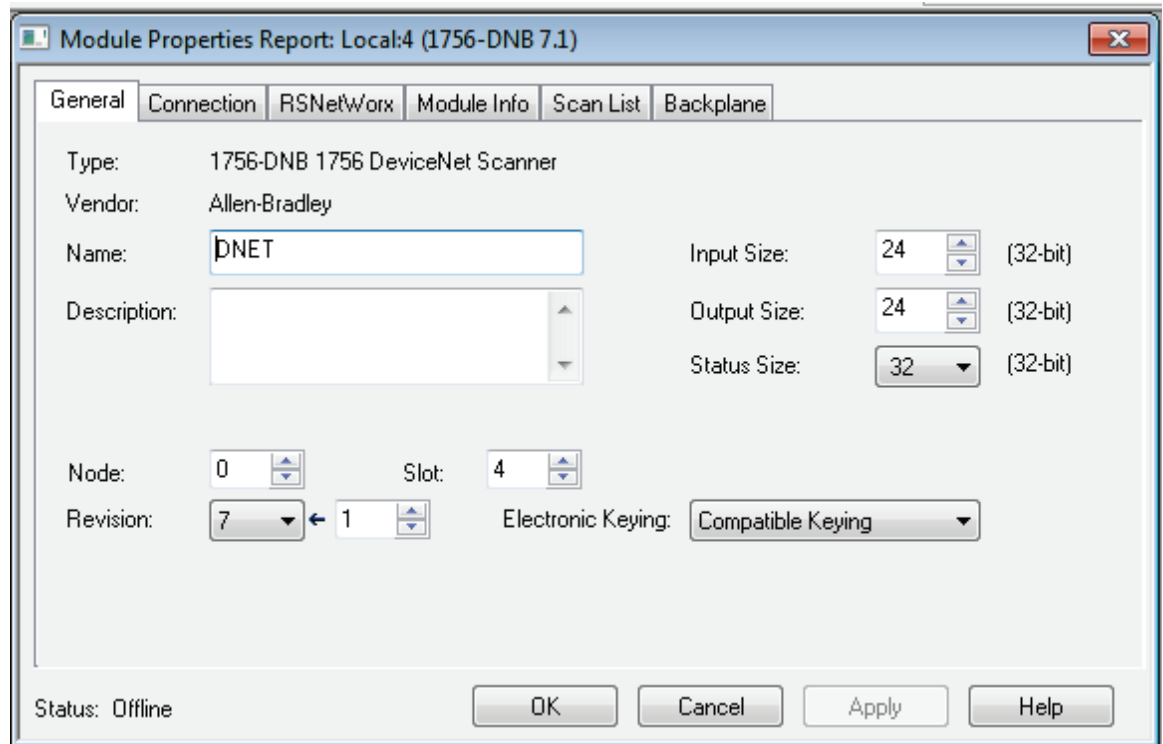 Module Properties Report: Local:4 (1756-DNB 7.1)
General Connection RSNetWorx Module Info Scan List Backplane
Type: 1756-DNB 1756 DeviceNet Scanner
Vendor: Allen-Bradley
Name: DNET Input Size: 24 (32-bit)
Description: Output Size: 24 (32-bit)
Status Size: 32 (32-bit)
Node: 0 Slot: 4
Revision: 7 1 Electronic Keying: Compatible Keying
Status: Offline OK Cancel Apply Help